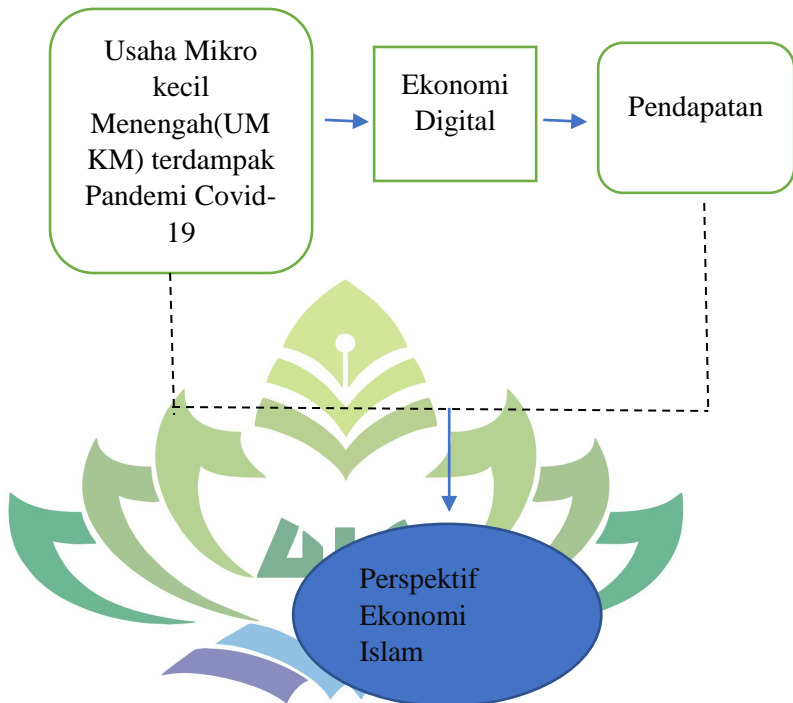 Usaha Mikro
kecil
Menengah(UM
KM) terdampak
Pandemi Covid-
19
Ekonomi
Digital
Pendapatan
Perspektif
Ekonomi
Islam